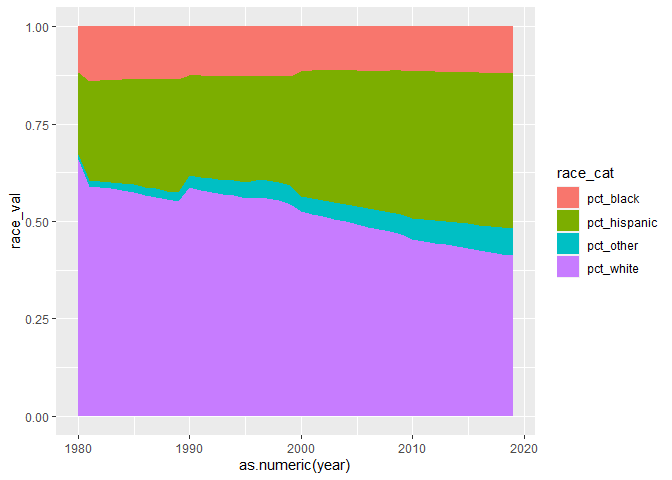 1.00
0.75
0.50
0.25
0.00
race_val
1980
1990
2000
2010
2020
as.numeric(year)
race_cat
pct_black
pct_hispanic
pct_other
pct_white